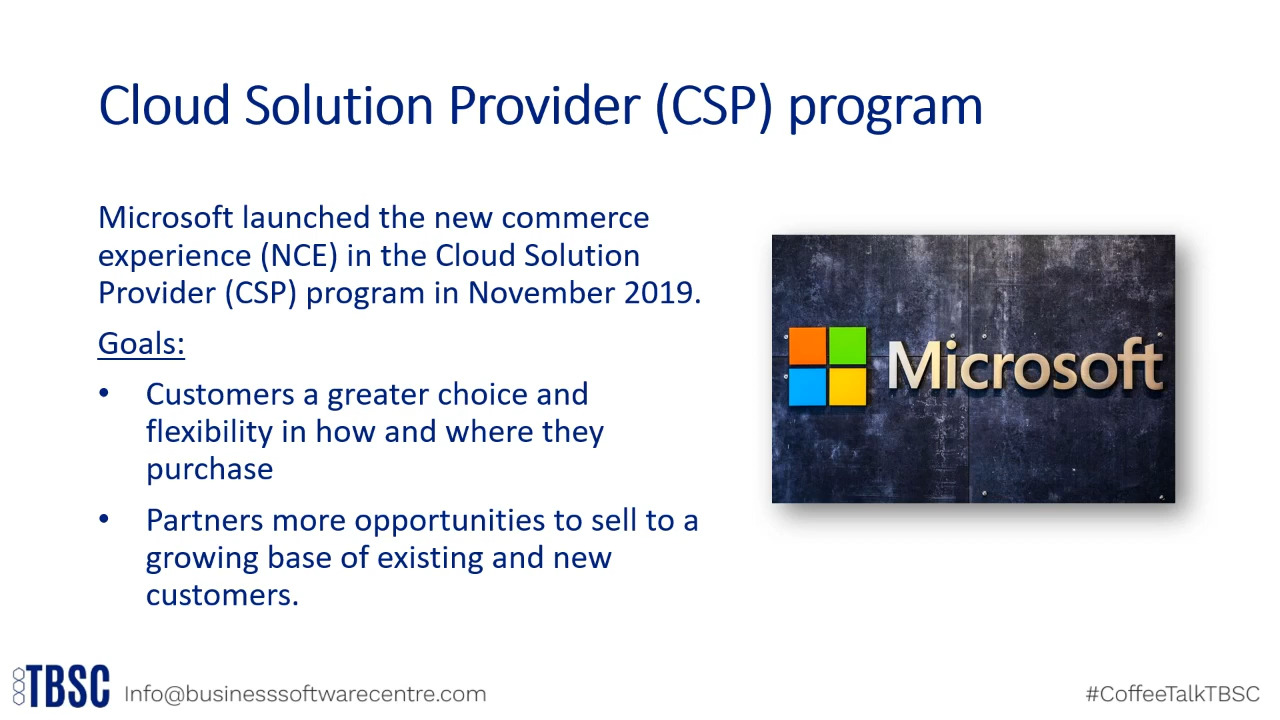 Cloud Solution Provider (CSP) program
Microsoft launched the new commerce
experience (NCE) in the Cloud Solution
Provider (CSP) program in November 2019.
Goals:
• Customers a greater choice and
flexibility in how and where they
purchase
• Partners more opportunities to sell to a
growing base of existing and new
customers.
Microsoft
TBSC Info@businesssoftwarecentre.com
#CoffeeTalkTBSC